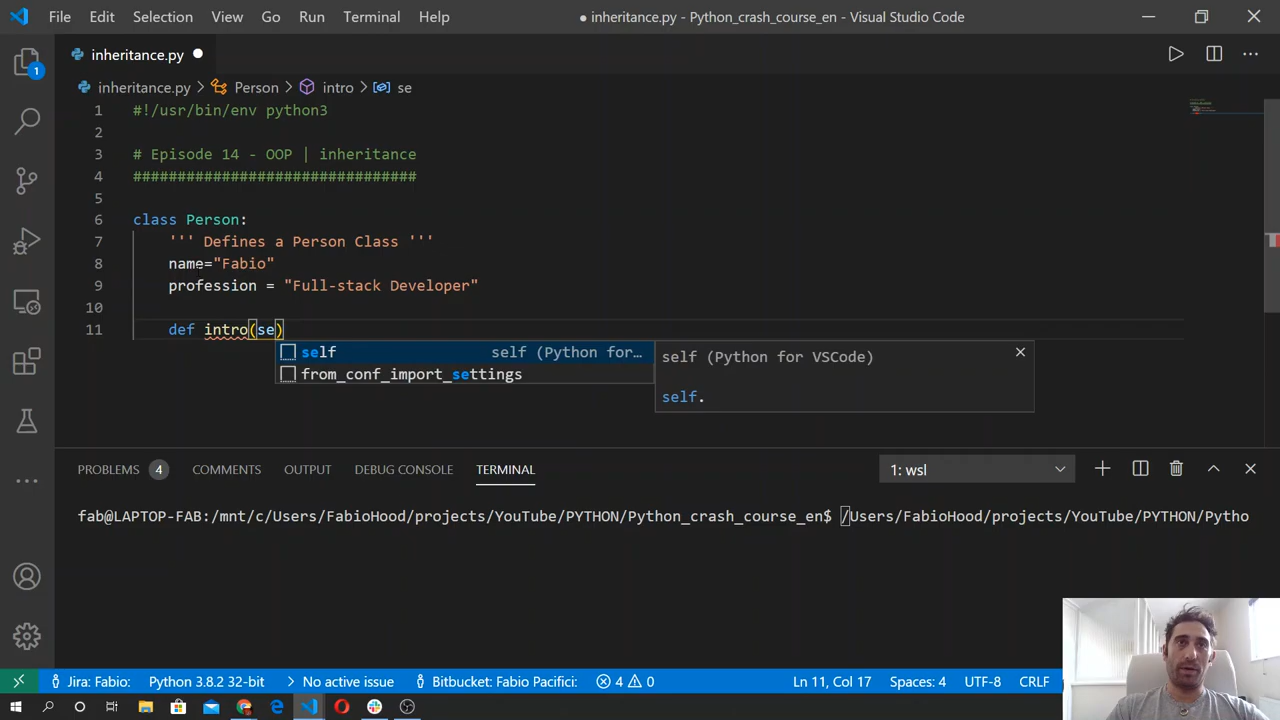 File Edit Selection View Go Run Terminal Help ● inheritance.py - Python_crash_course_en - Visual Studio Code
inheritance.py ●
inheritance.py > Person > intro > se
1 #!/usr/bin/env python3
2
3 # Episode 14 - OOP | inheritance
4 ################################
5
6 class Person:
7 ''' Defines a Person Class '''
8 name="Fabio"
9 profession = "Full-stack Developer"
10
11 def intro(se)
self self (Python for...
from_conf_import_settings
self (Python for VSCode)
self.
1
PROBLEMS 4 COMMENTS OUTPUT DEBUG CONSOLE TERMINAL 1: wsl
fab@LAPTOP-FAB:/mnt/c/Users/FabioHood/projects/YouTube/PYTHON/Python_crash_course_en$ /Users/FabioHood/projects/YouTube/PYTHON/Pytho
Jira: Fabio: Python 3.8.2 32-bit No active issue Bitbucket: Fabio Pacifici: 4 0 Ln 11, Col 17 Spaces: 4 UTF-8 CRLF